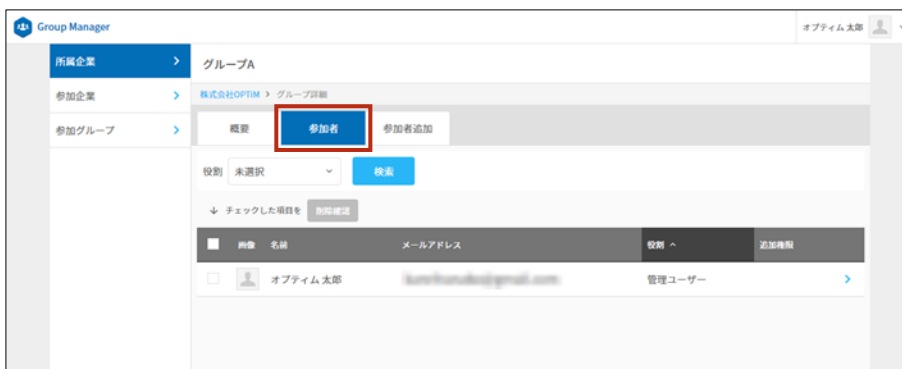 Group Manager
オプティム 太郎
所属企業
グループA
参加企業
株式会社OPTiM > グループ詳細
参加グループ
概要 参加者 参加者追加
役割 未選択 検索
↓ チェックした項目を 削除確認
画像 名前 メールアドレス 役割 追加権限
オプティム 太郎 管理ユーザー